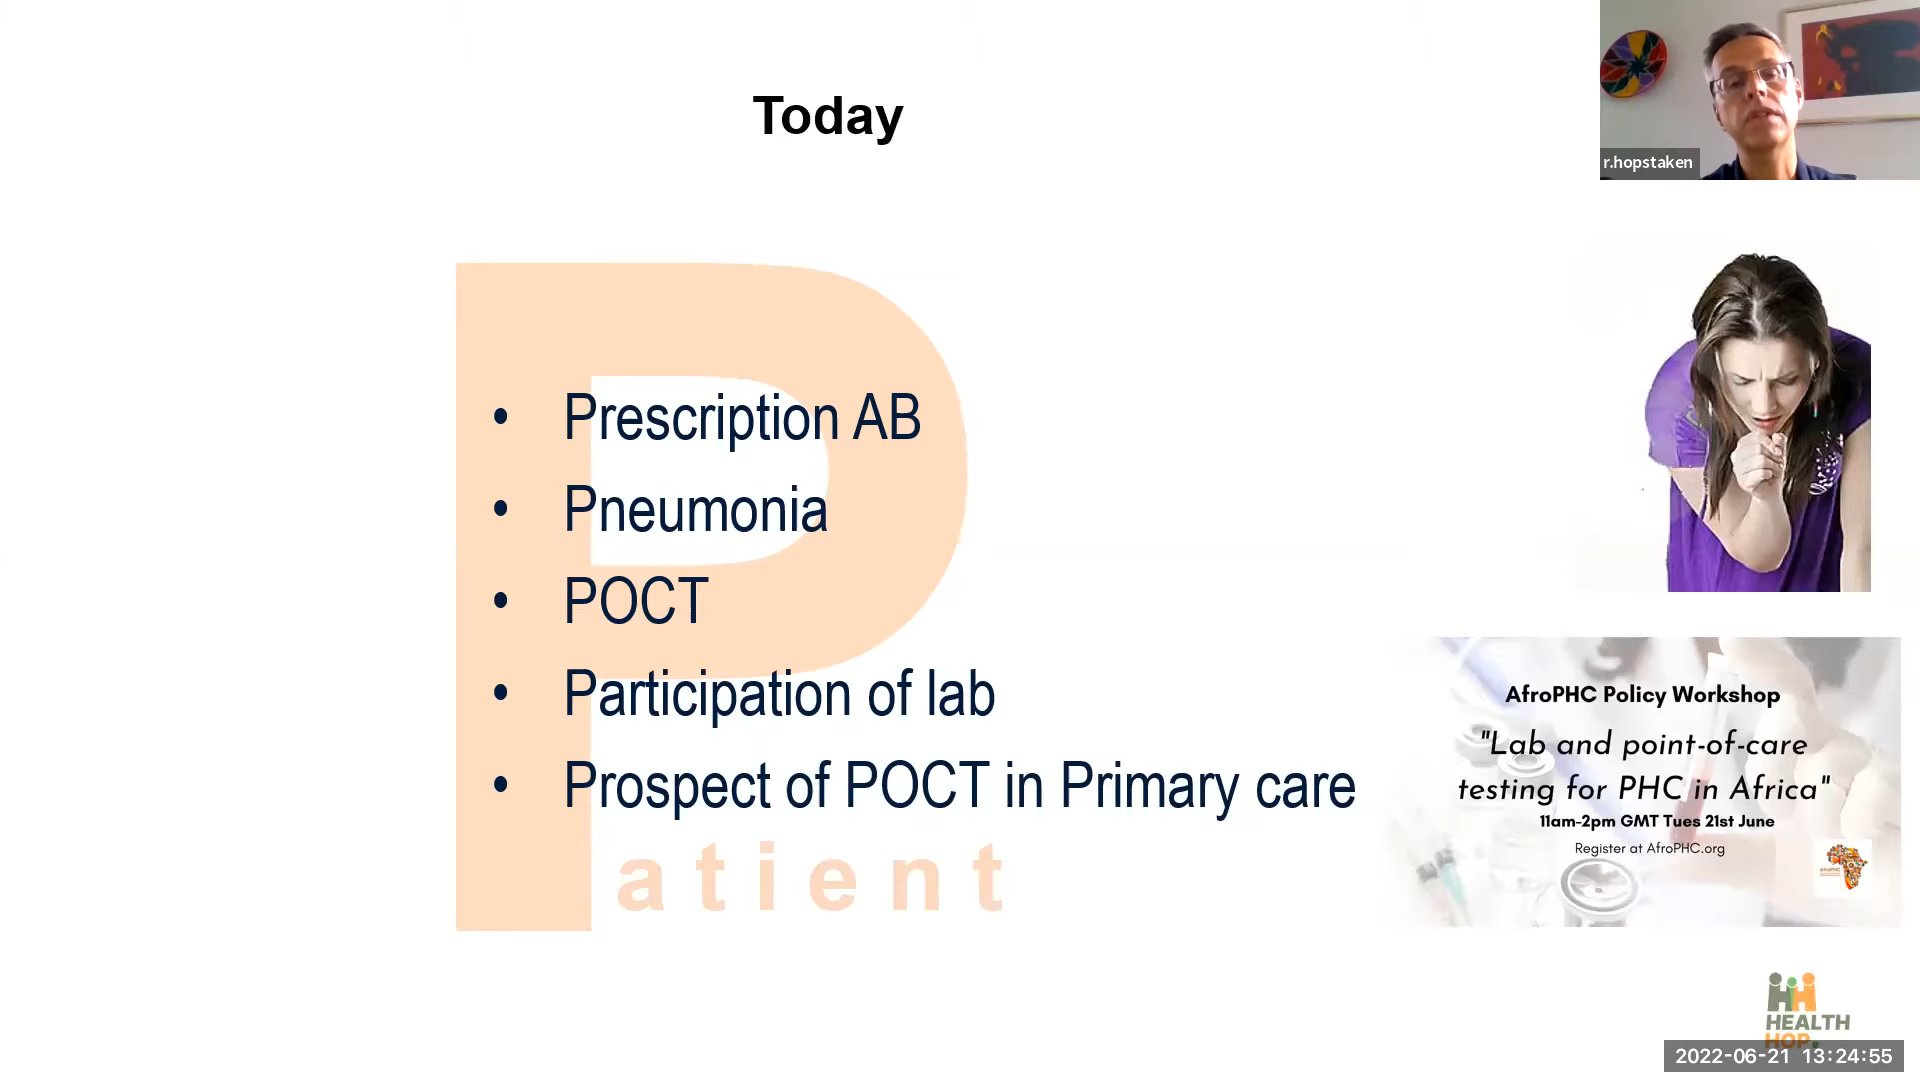 Today
r.hopstaken
• Prescription AB
• Pneumonia
• POCT
• Participation of lab
• Prospect of POCT in Primary care
Patient
AfroPHC Policy Workshop
"Lab and point-of-care
testing for PHC in Africa"
11am-2pm GMT Tues 21st June
Register at AfroPHC.org
HEALTH
HOP.
2022-06-21 13:24:55